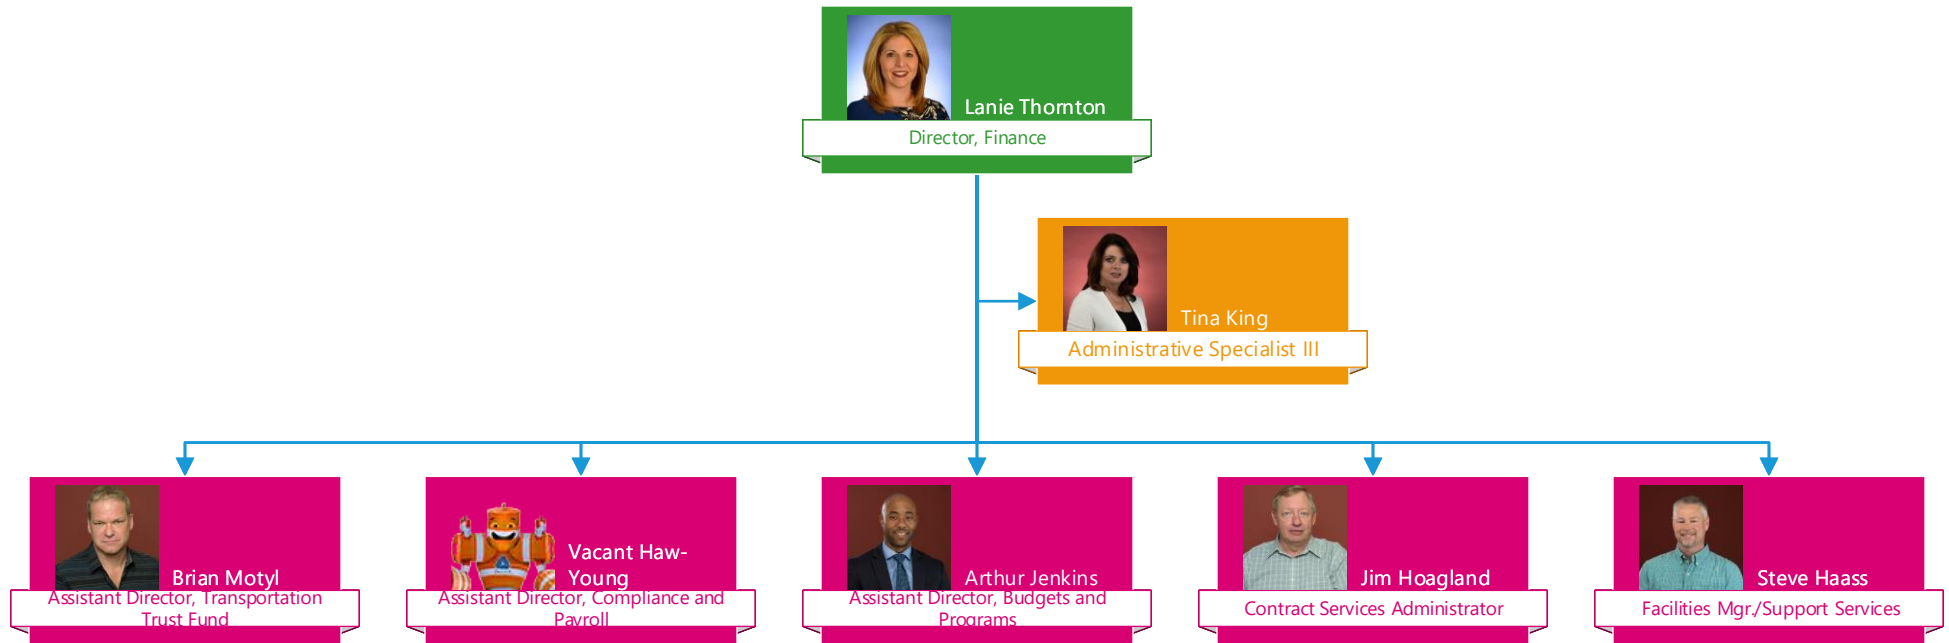 Lanie Thornton
Director, Finance
Tina King
Administrative Specialist III
Brian Motyl
Assistant Director, Transportation
Trust Fund
Vacant Haw-
Young
Assistant Director, Compliance and
Payroll
Arthur Jenkins
Assistant Director, Budgets and
Programs
Jim Hoagland
Contract Services Administrator
Steve Haass
Facilities Mgr./Support Services